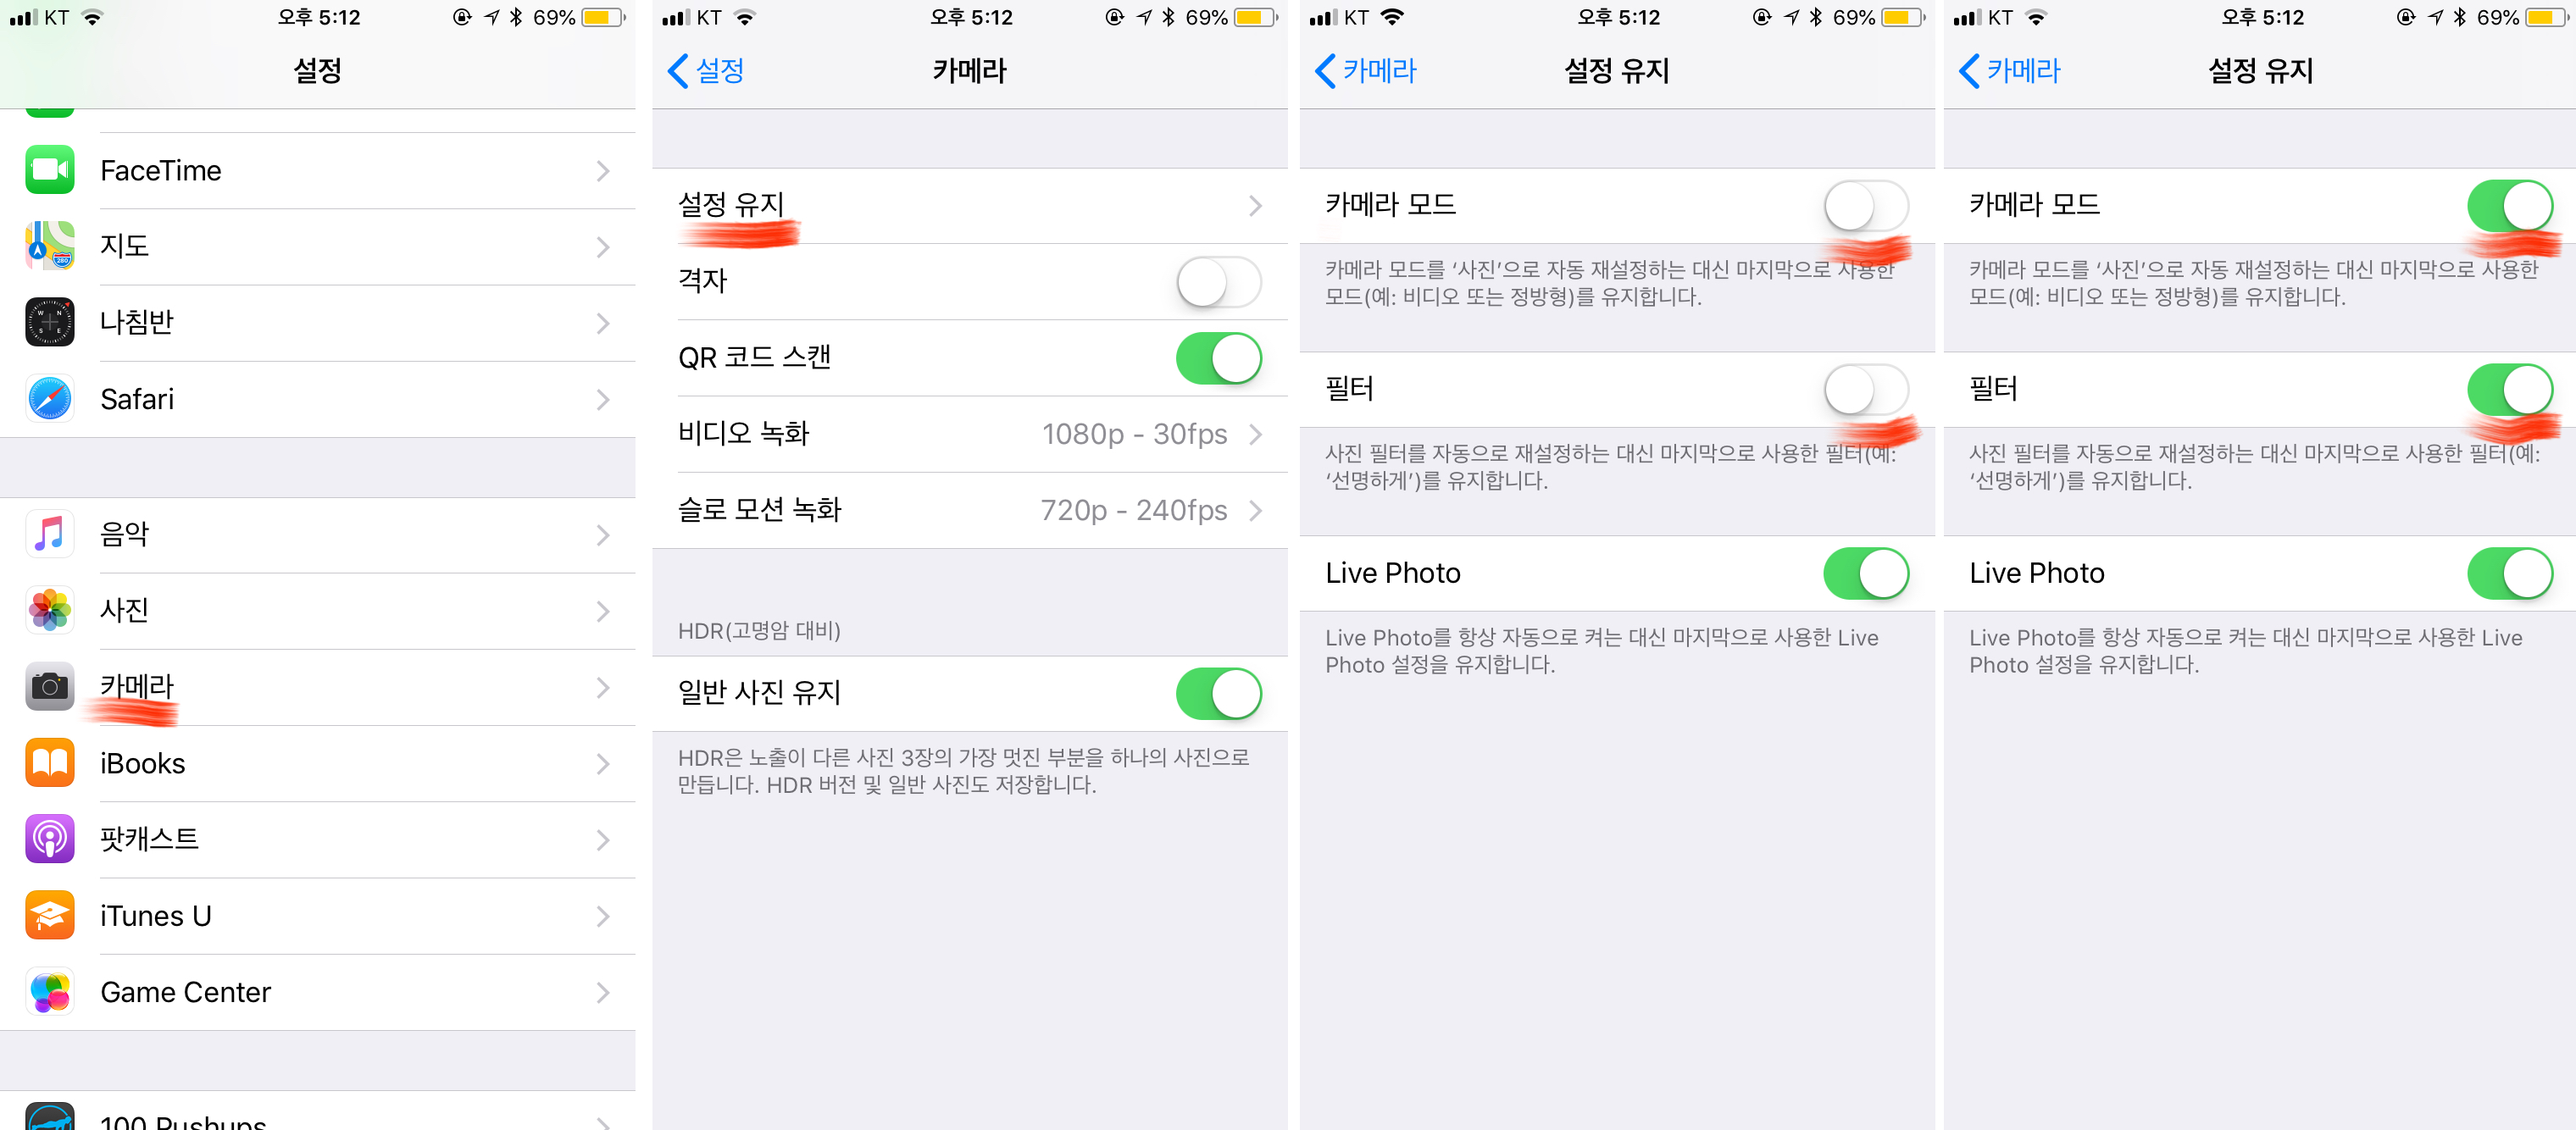 KT 오후 5:12 69%
설정
FaceTime
지도
나침반
Safari
음악
사진
카메라
iBooks
팟캐스트
iTunes U
Game Center
100 Pushups
KT 오후 5:12 69%
설정 카메라
설정 유지
격자
QR 코드 스캔
비디오 녹화 1080p - 30fps
슬로 모션 녹화 720p - 240fps
HDR(고명암 대비)
일반 사진 유지
HDR은 노출이 다른 사진 3장의 가장 멋진 부분을 하나의 사진으로
만듭니다. HDR 버전 및 일반 사진도 저장합니다.
KT 오후 5:12 69%
카메라 설정 유지
카메라 모드
카메라 모드를 ‘사진’으로 자동 재설정하는 대신 마지막으로 사용한
모드(예: 비디오 또는 정방형)를 유지합니다.
필터
사진 필터를 자동으로 재설정하는 대신 마지막으로 사용한 필터(예:
‘선명하게’)를 유지합니다.
Live Photo
Live Photo를 항상 자동으로 켜는 대신 마지막으로 사용한 Live
Photo 설정을 유지합니다.
KT 오후 5:12 69%
카메라 설정 유지
카메라 모드
카메라 모드를 ‘사진’으로 자동 재설정하는 대신 마지막으로 사용한
모드(예: 비디오 또는 정방형)를 유지합니다.
필터
사진 필터를 자동으로 재설정하는 대신 마지막으로 사용한 필터(예:
‘선명하게’)를 유지합니다.
Live Photo
Live Photo를 항상 자동으로 켜는 대신 마지막으로 사용한 Live
Photo 설정을 유지합니다.